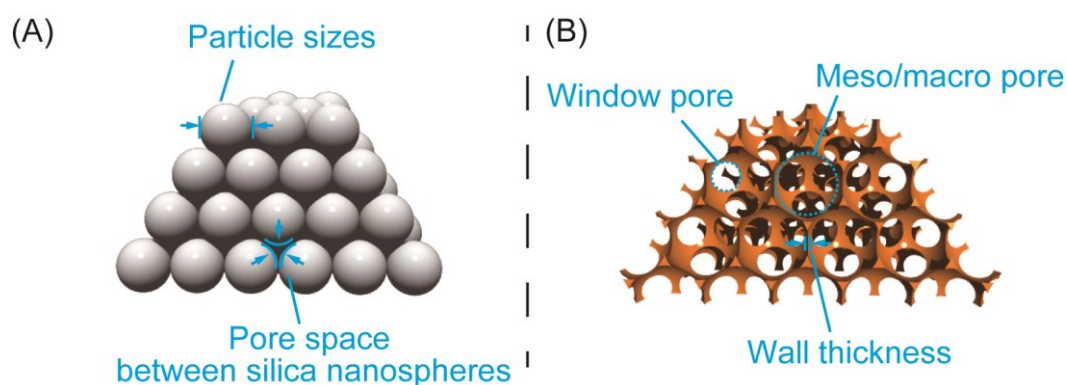 (A)
Particle sizes
Pore space
between silica nanospheres
(B)
Meso/macro pore
Window pore
Wall thickness